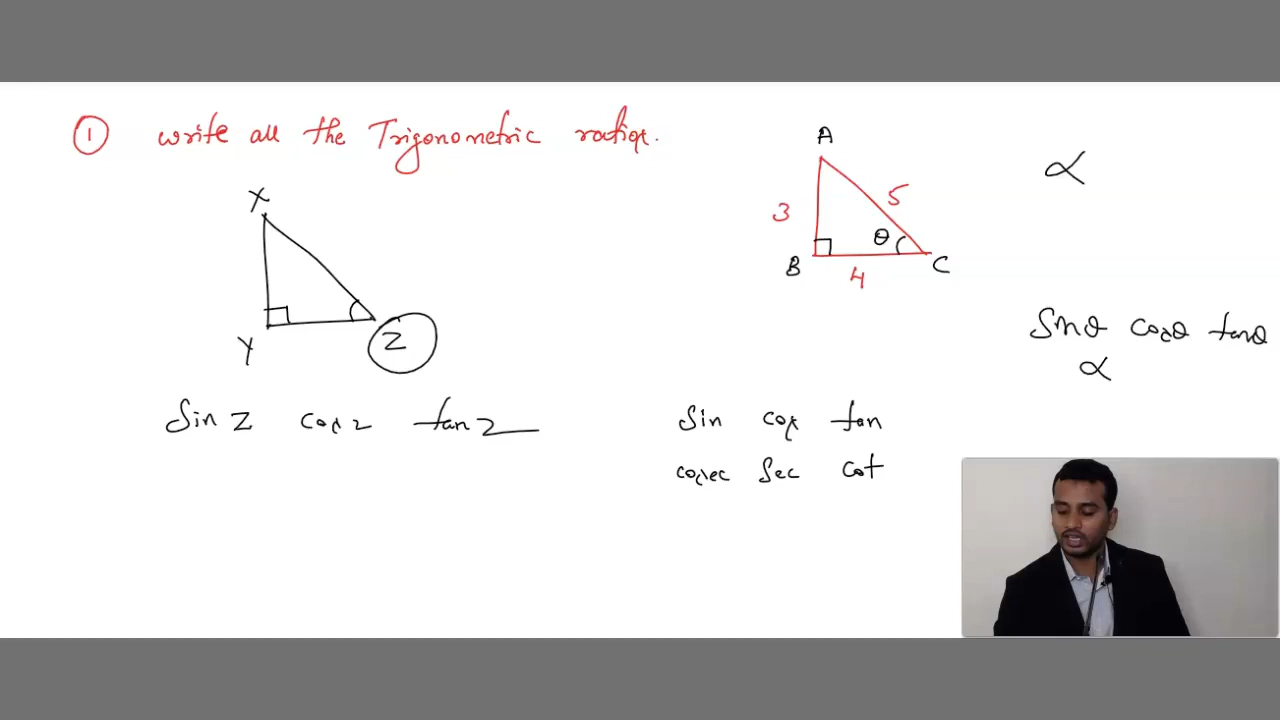 ① write all the Trigonometric ratios.
A
α
X
3 5
θ
B C
4
Sinθ cosθ tanθ
Z
Y
α
Sin Z cos Z tan Z
Sin cos tan
cosec Sec cot